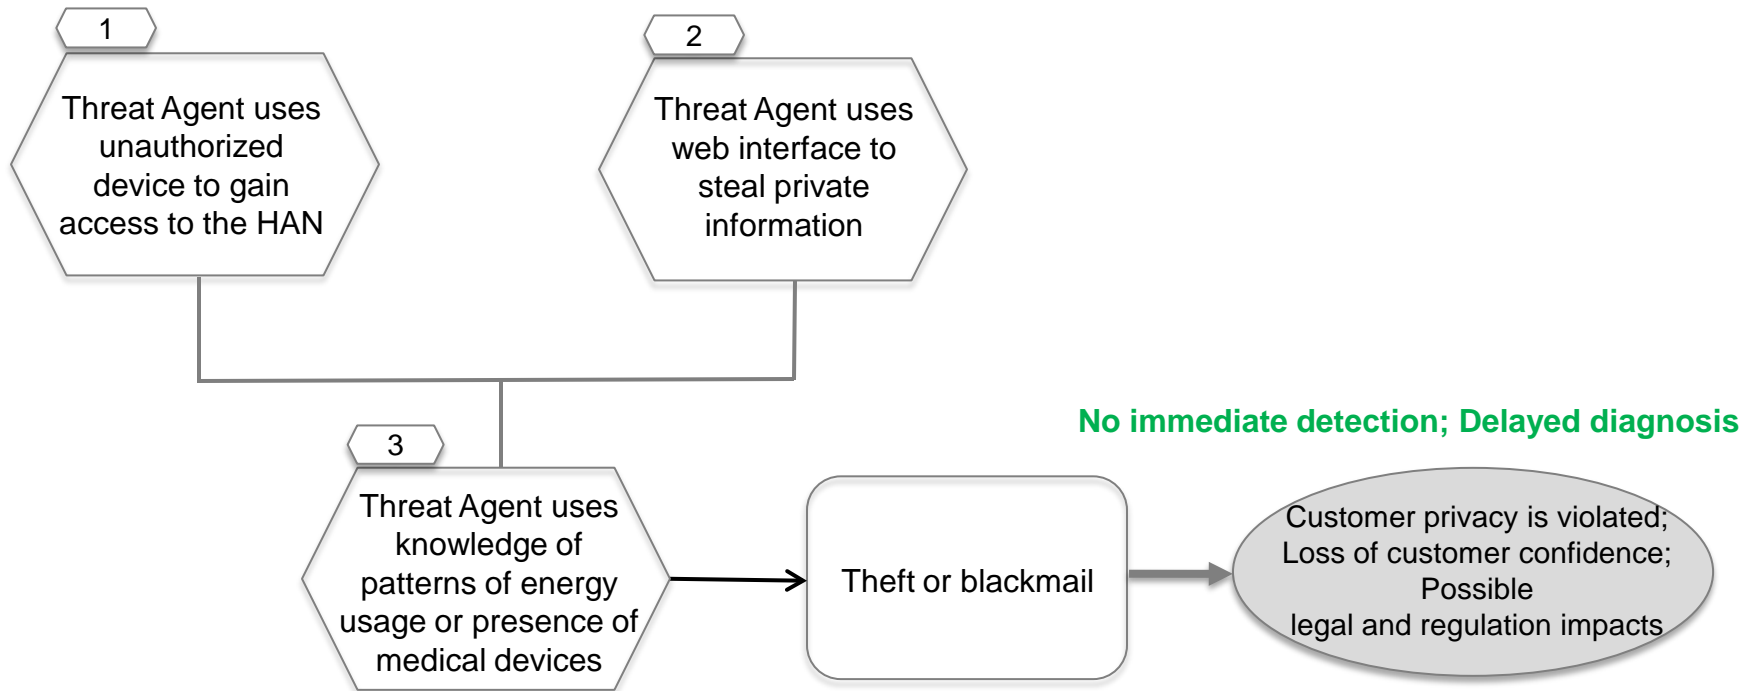 1
Threat Agent uses
unauthorized
device to gain
access to the HAN
2
Threat Agent uses
web interface to
steal private
information
3
Threat Agent uses
knowledge of
patterns of energy
usage or presence of
medical devices
Theft or blackmail
No immediate detection; Delayed diagnosis
Customer privacy is violated;
Loss of customer confidence;
Possible
legal and regulation impacts